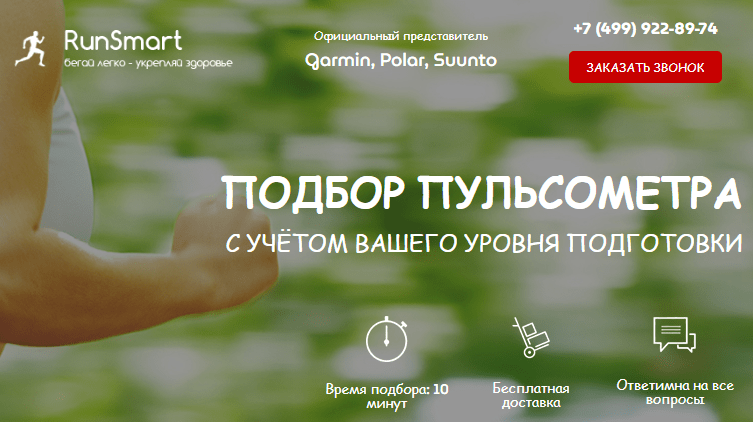 RunSmart
бегай легко - укрепляй здоровье
Официальный представитель
Garmin, Polar, Suunto
+7 (499) 922-89-74
ЗАКАЗАТЬ ЗВОНОК
ПОДБОР ПУЛЬСОМЕТРА
С УЧЁТОМ ВАШЕГО УРОВНЯ ПОДГОТОВКИ
Время подбора: 10
минут
Бесплатная
доставка
Ответимна на все
вопросы